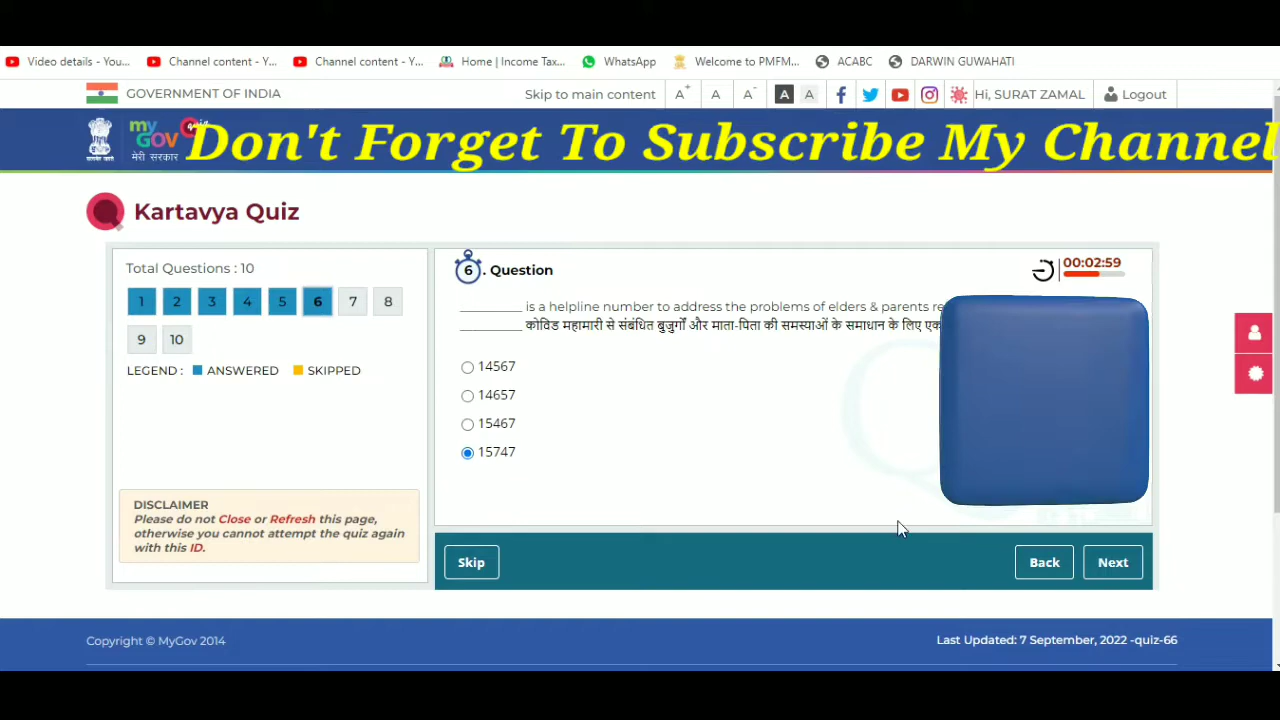 Video details - You...
Channel content - Y...
Channel content - Y...
Home | Income Tax...
WhatsApp
Welcome to PMFM...
ACABC
DARWIN GUWAHATI
GOVERNMENT OF INDIA
Skip to main content
A+
A
A-
A
A
Hi, SURAT ZAMAL
Logout
my
GOV
quiz
मेरी सरकार
Don't Forget To Subscribe My Channel
Kartavya Quiz
Total Questions : 10
1 2 3 4 5 6 7 8
9 10
LEGEND : ANSWERED SKIPPED
DISCLAIMER
Please do not Close or Refresh this page,
otherwise you cannot attempt the quiz again
with this ID.
6 . Question
00:02:59
_________ is a helpline number to address the problems of elders & parents
_________ कोविड महामारी से संबंधित बुजुर्गों और माता-पिता की समस्याओं के समाधान के लिए एक
14567
14657
15467
15747
Skip
Back
Next
Copyright © MyGov 2014
Last Updated: 7 September, 2022 -quiz-66